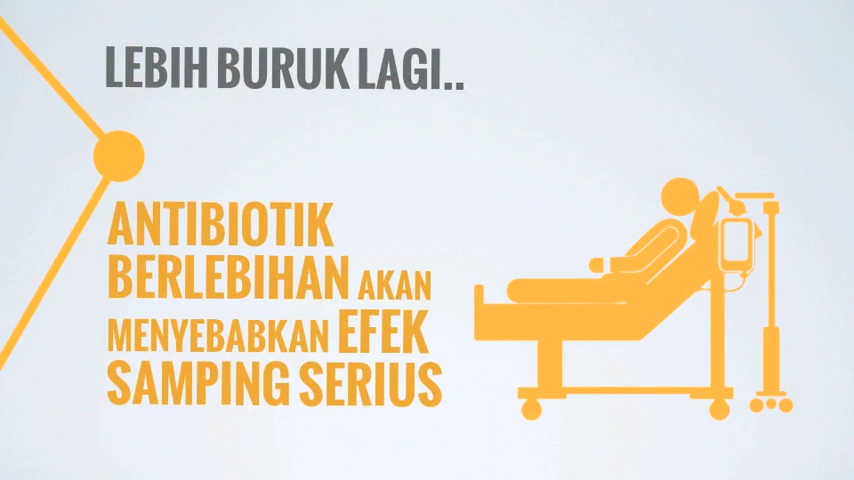 LEBIH BURUK LAGI..
ANTIBIOTIK
BERLEBIHAN AKAN
MENYEBABKAN EFEK
SAMPING SERIUS